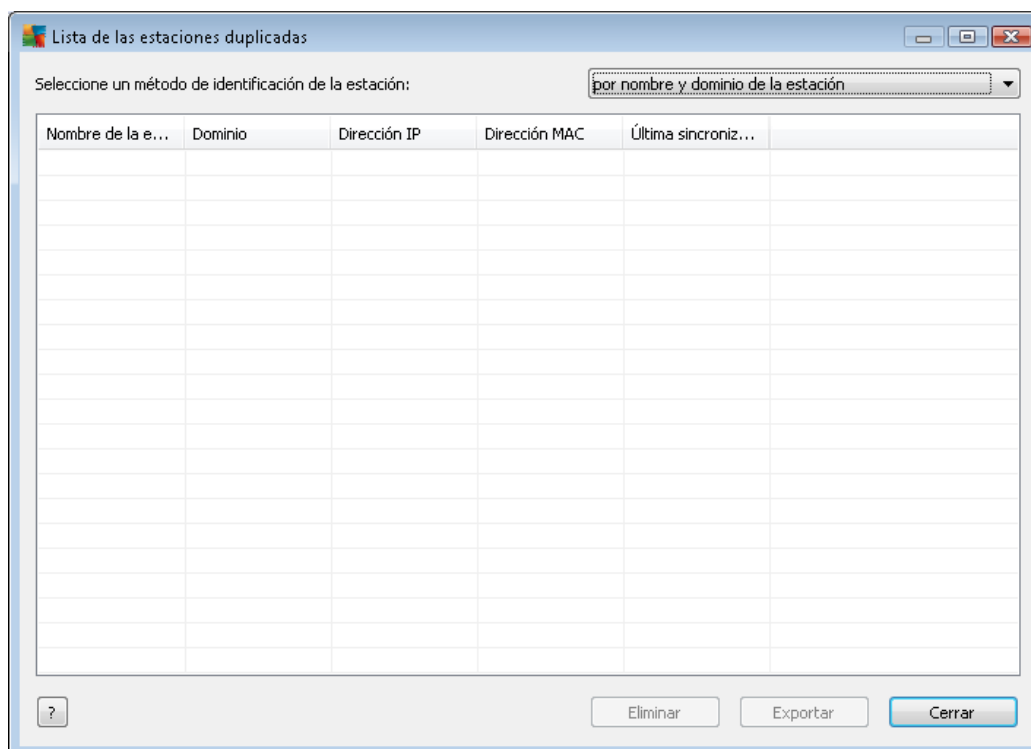 Lista de las estaciones duplicadas
Seleccione un método de identificación de la estación: por nombre y dominio de la estación
Nombre de la e... Dominio Dirección IP Dirección MAC Última sincroniz...
? Eliminar Exportar Cerrar